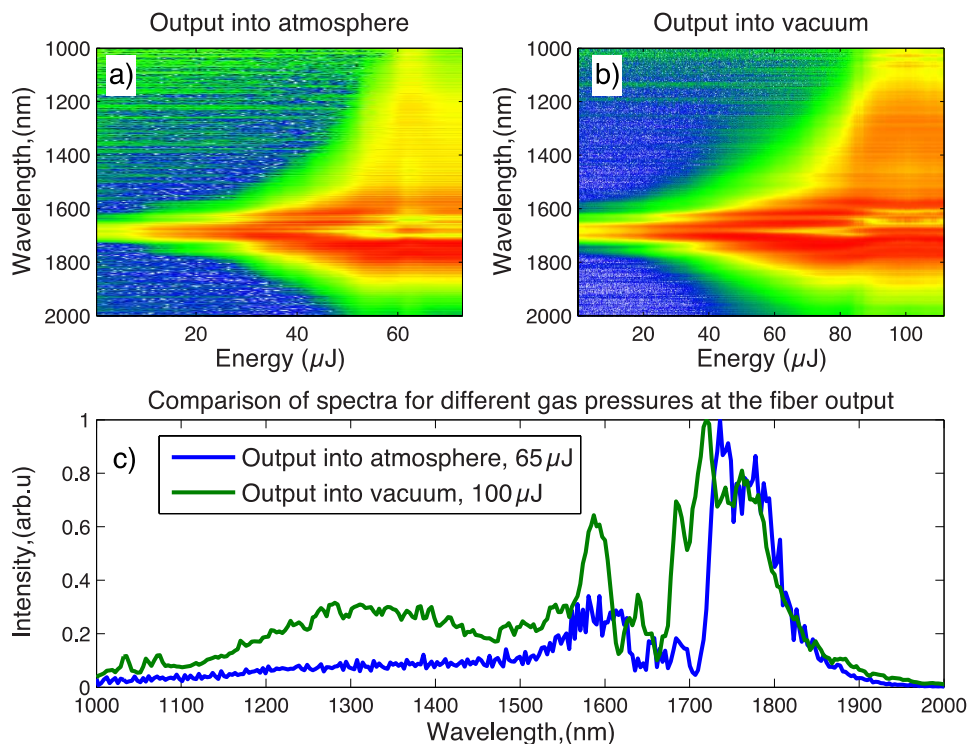 Output into atmosphere
Output into vacuum
a)
b)
1000
1200
1400
1600
1800
2000
Wavelength,(nm)
20
40
60
Energy (µJ)
1000
1200
1400
1600
1800
2000
Wavelength,(nm)
20
40
60
80
100
Energy (µJ)
Comparison of spectra for different gas pressures at the fiber output
c)
Output into atmosphere, 65 µJ
Output into vacuum, 100 µJ
1
0.8
0.6
0.4
0.2
0
Intensity,(arb.u)
1000 1100 1200 1300 1400 1500 1600 1700 1800 1900 2000
Wavelength,(nm)